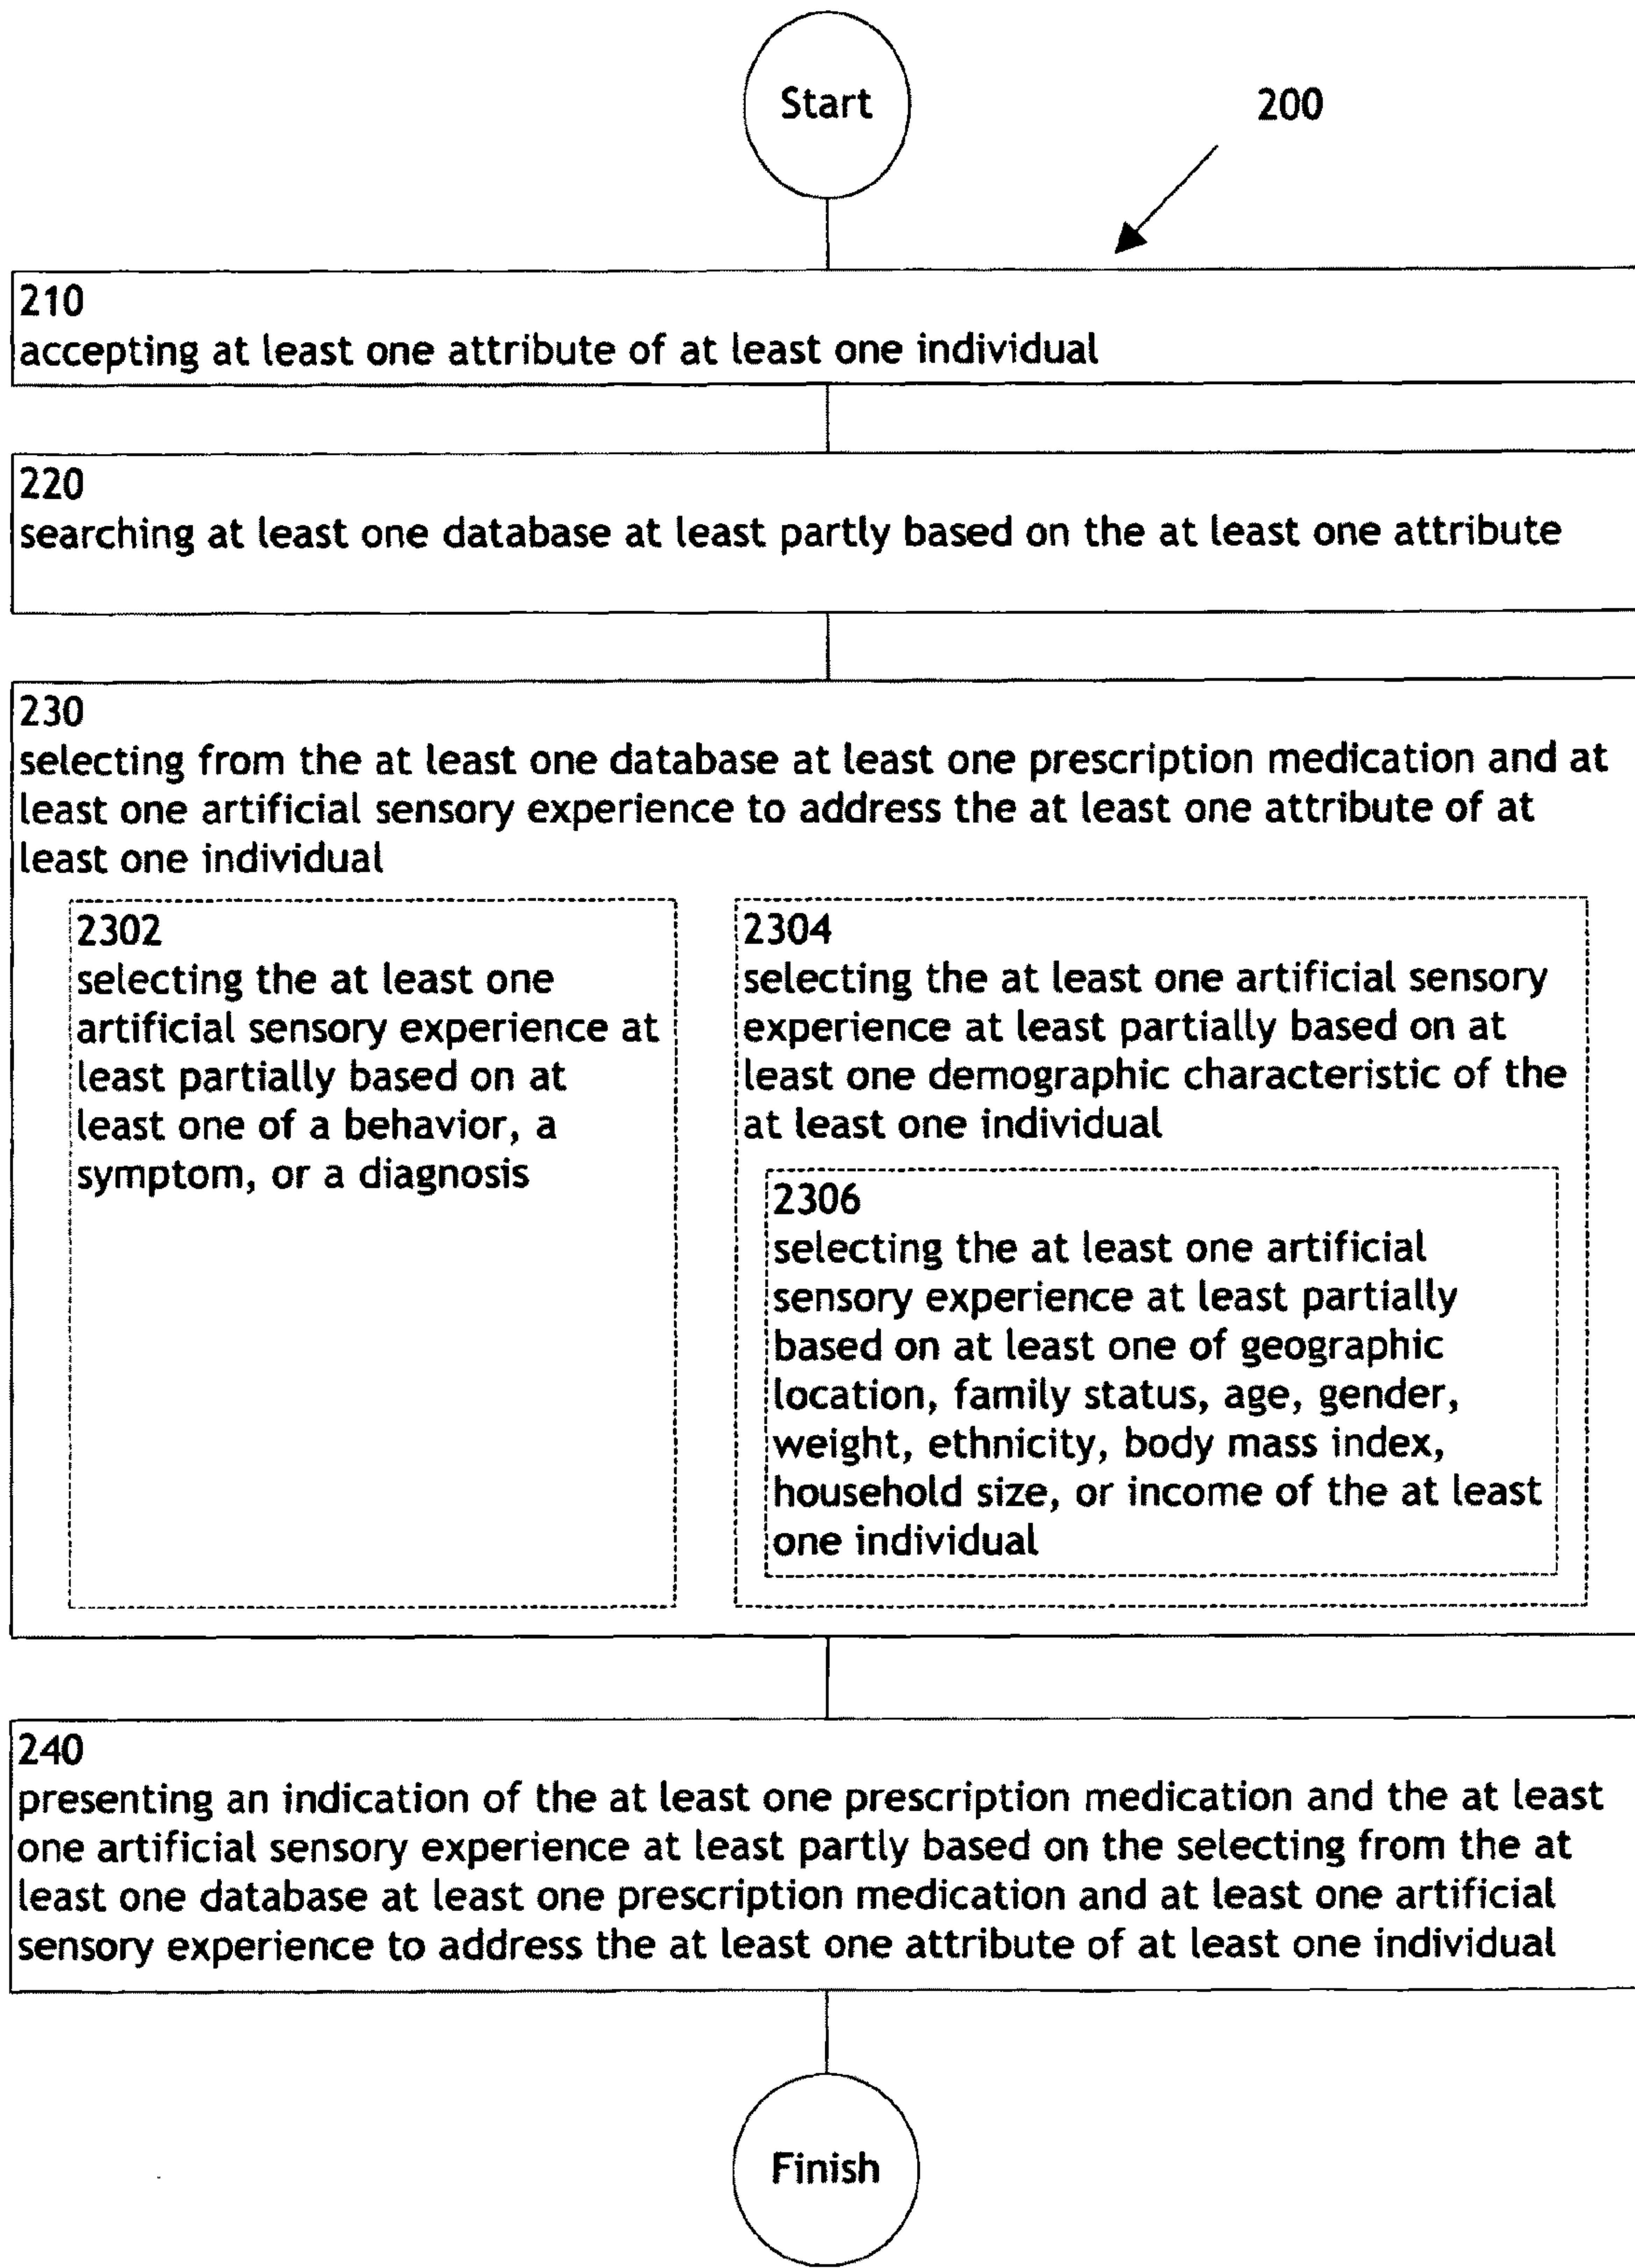 Start
200
210
accepting at least one attribute of at least one individual
220
searching at least one database at least partly based on the at least one attribute
230
selecting from the at least one database at least one prescription medication and at
least one artificial sensory experience to address the at least one attribute of at
least one individual
2302
selecting the at least one
artificial sensory experience at
least partially based on at
least one of a behavior, a
symptom, or a diagnosis
2304
selecting the at least one artificial sensory
experience at least partially based on at
least one demographic characteristic of the
at least one individual
2306
selecting the at least one artificial
sensory experience at least partially
based on at least one of geographic
location, family status, age, gender,
weight, ethnicity, body mass index,
household size, or income of the at least
one individual
240
presenting an indication of the at least one prescription medication and the at least
one artificial sensory experience at least partly based on the selecting from the at
least one database at least one prescription medication and at least one artificial
sensory experience to address the at least one attribute of at least one individual
Finish